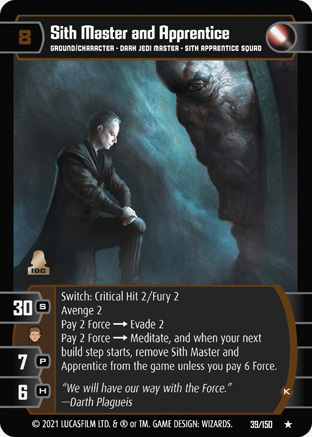 8 Sith Master and Apprentice
GROUND/CHARACTER - DARK JEDI MASTER - SITH APPRENTICE SQUAD
IDC
30 S
7 P
6 H
Switch: Critical Hit 2/Fury 2
Avenge 2
Pay 2 Force → Evade 2
Pay 2 Force → Meditate, and when your next
build step starts, remove Sith Master and
Apprentice from the game unless you pay 6 Force.
“We will have our way with the Force.”
—Darth Plagueis
K
© 2021 LUCASFILM LTD. & ® OR TM. GAME DESIGN: WIZARDS. 39/150 ★